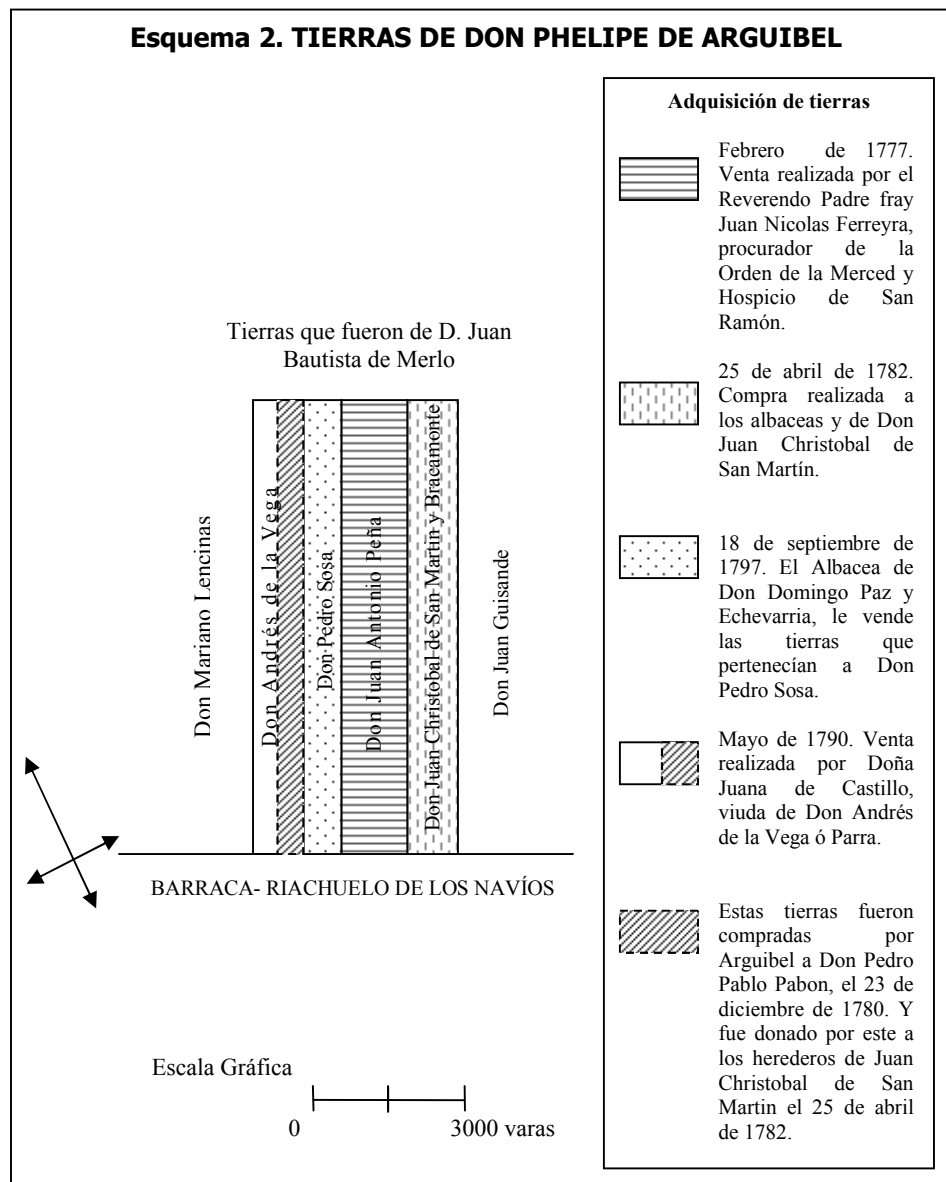 Esquema 2. TIERRAS DE DON PHELIPE DE ARGUIBEL
Tierras que fueron de D. Juan
Bautista de Merlo
Don Mariano Lencinas
Don Andrés de la Vega
Don Pedro Sosa
Don Juan Antonio Peña
Don Juan Christobal de San Martin y Bracamonte
Don Juan Guisande
BARRACA- RIACHUELO DE LOS NAVÍOS
Escala Gráfica
0 3000 varas
Adquisición de tierras
Febrero de 1777.
Venta realizada por el
Reverendo Padre fray
Juan Nicolas Ferreyra,
procurador de la
Orden de la Merced y
Hospicio de San
Ramón.
25 de abril de 1782.
Compra realizada a
los albaceas y de Don
Juan Christobal de
San Martín.
18 de septiembre de
1797. El Albacea de
Don Domingo Paz y
Echevarria, le vende
las tierras que
pertenecían a Don
Pedro Sosa.
Mayo de 1790. Venta
realizada por Doña
Juana de Castillo,
viuda de Don Andrés
de la Vega ó Parra.
Estas tierras fueron
compradas por
Arguibel a Don Pedro
Pablo Pabon, el 23 de
diciembre de 1780. Y
fue donado por este a
los herederos de Juan
Christobal de San
Martin el 25 de abril
de 1782.